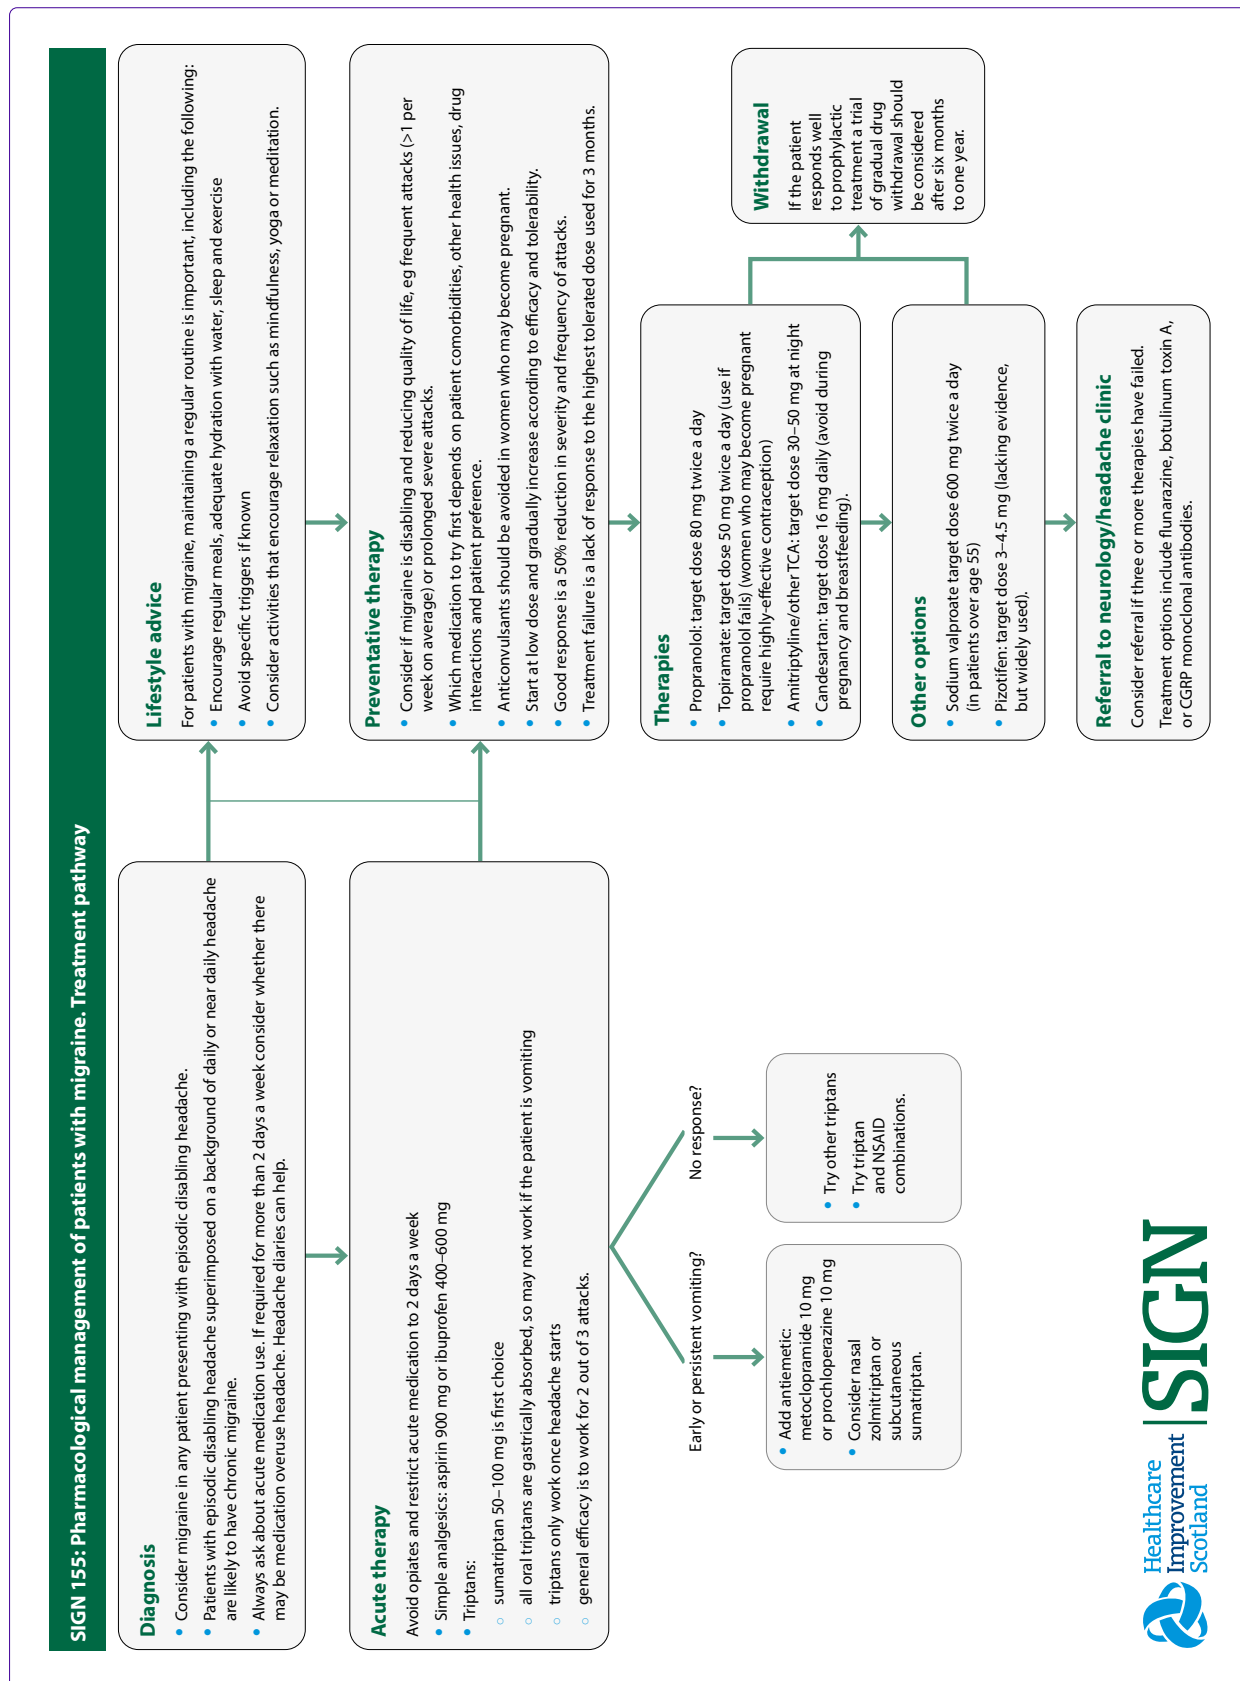 SIGN 155: Pharmacological management of patients with migraine. Treatment pathway
Diagnosis
• Consider migraine in any patient presenting with episodic disabling headache.
• Patients with episodic disabling headache superimposed on a background of daily or near daily headache
are likely to have chronic migraine.
• Always ask about acute medication use. If required for more than 2 days a week consider whether there
may be medication overuse headache. Headache diaries can help.
Lifestyle advice
For patients with migraine, maintaining a regular routine is important, including the following:
• Encourage regular meals, adequate hydration with water, sleep and exercise
• Avoid specific triggers if known
• Consider activities that encourage relaxation such as mindfulness, yoga or meditation.
Acute therapy
Avoid opiates and restrict acute medication to 2 days a week
• Simple analgesics: aspirin 900 mg or ibuprofen 400–600 mg
• Triptans:
○ sumatriptan 50–100 mg is first choice
○ all oral triptans are gastrically absorbed, so may not work if the patient is vomiting
○ triptans only work once headache starts
○ general efficacy is to work for 2 out of 3 attacks.
Early or persistent vomiting?
• Add antiemetic:
metoclopramide 10 mg
or prochloperazine 10 mg
• Consider nasal
zolmitriptan or
subcutaneous
sumatriptan.
No response?
• Try other triptans
• Try triptan
and NSAID
combinations.
Preventative therapy
• Consider if migraine is disabling and reducing quality of life, eg frequent attacks (>1 per
week on average) or prolonged severe attacks.
• Which medication to try first depends on patient comorbidities, other health issues, drug
interactions and patient preference.
• Anticonvulsants should be avoided in women who may become pregnant.
• Start at low dose and gradually increase according to efficacy and tolerability.
• Good response is a 50% reduction in severity and frequency of attacks.
• Treatment failure is a lack of response to the highest tolerated dose used for 3 months.
Therapies
• Propranolol: target dose 80 mg twice a day
• Topiramate: target dose 50 mg twice a day (use if
propranolol fails) (women who may become pregnant
require highly-effective contraception)
• Amitriptyline/other TCA: target dose 30–50 mg at night
• Candesartan: target dose 16 mg daily (avoid during
pregnancy and breastfeeding).
Other options
• Sodium valproate target dose 600 mg twice a day
(in patients over age 55)
• Pizotifen: target dose 3–4.5 mg (lacking evidence,
but widely used).
Withdrawal
If the patient
responds well
to prophylactic
treatment a trial
of gradual drug
withdrawal should
be considered
after six months
to one year.
Referral to neurology/headache clinic
Consider referral if three or more therapies have failed.
Treatment options include flunarazine, botulinum toxin A,
or CGRP monoclonal antibodies.
Healthcare
Improvement
Scotland
SIGN